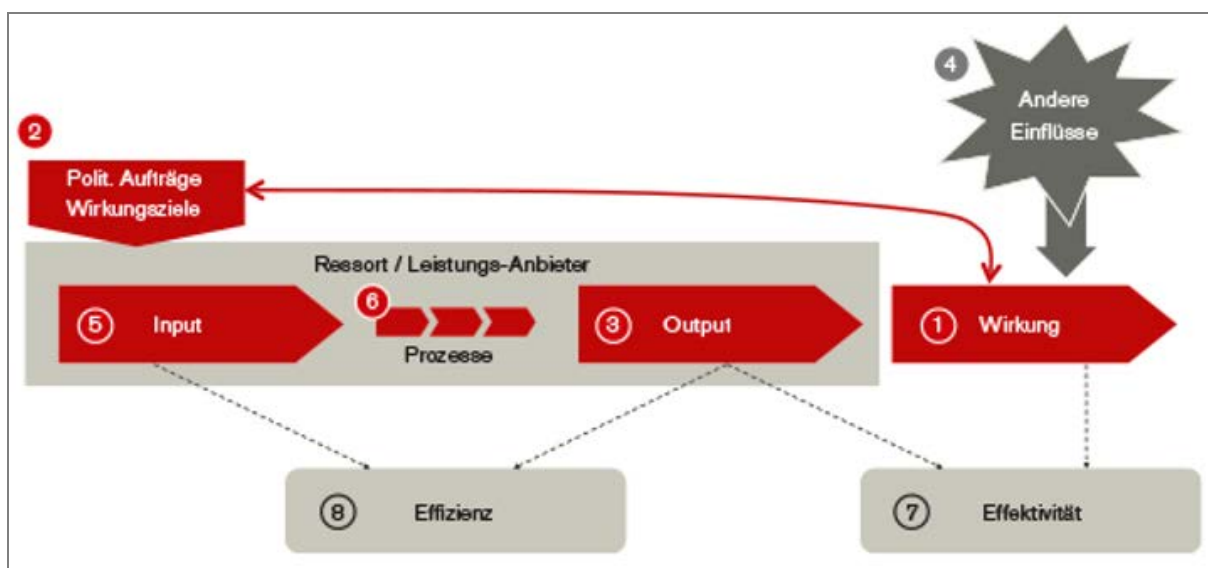 4
Andere
Einflüsse
2
Polit. Aufträge
Wirkungsziele
Ressort / Leistungs-Anbieter
5 Input
6
Prozesse
3 Output
1 Wirkung
8 Effizienz
7 Effektivität